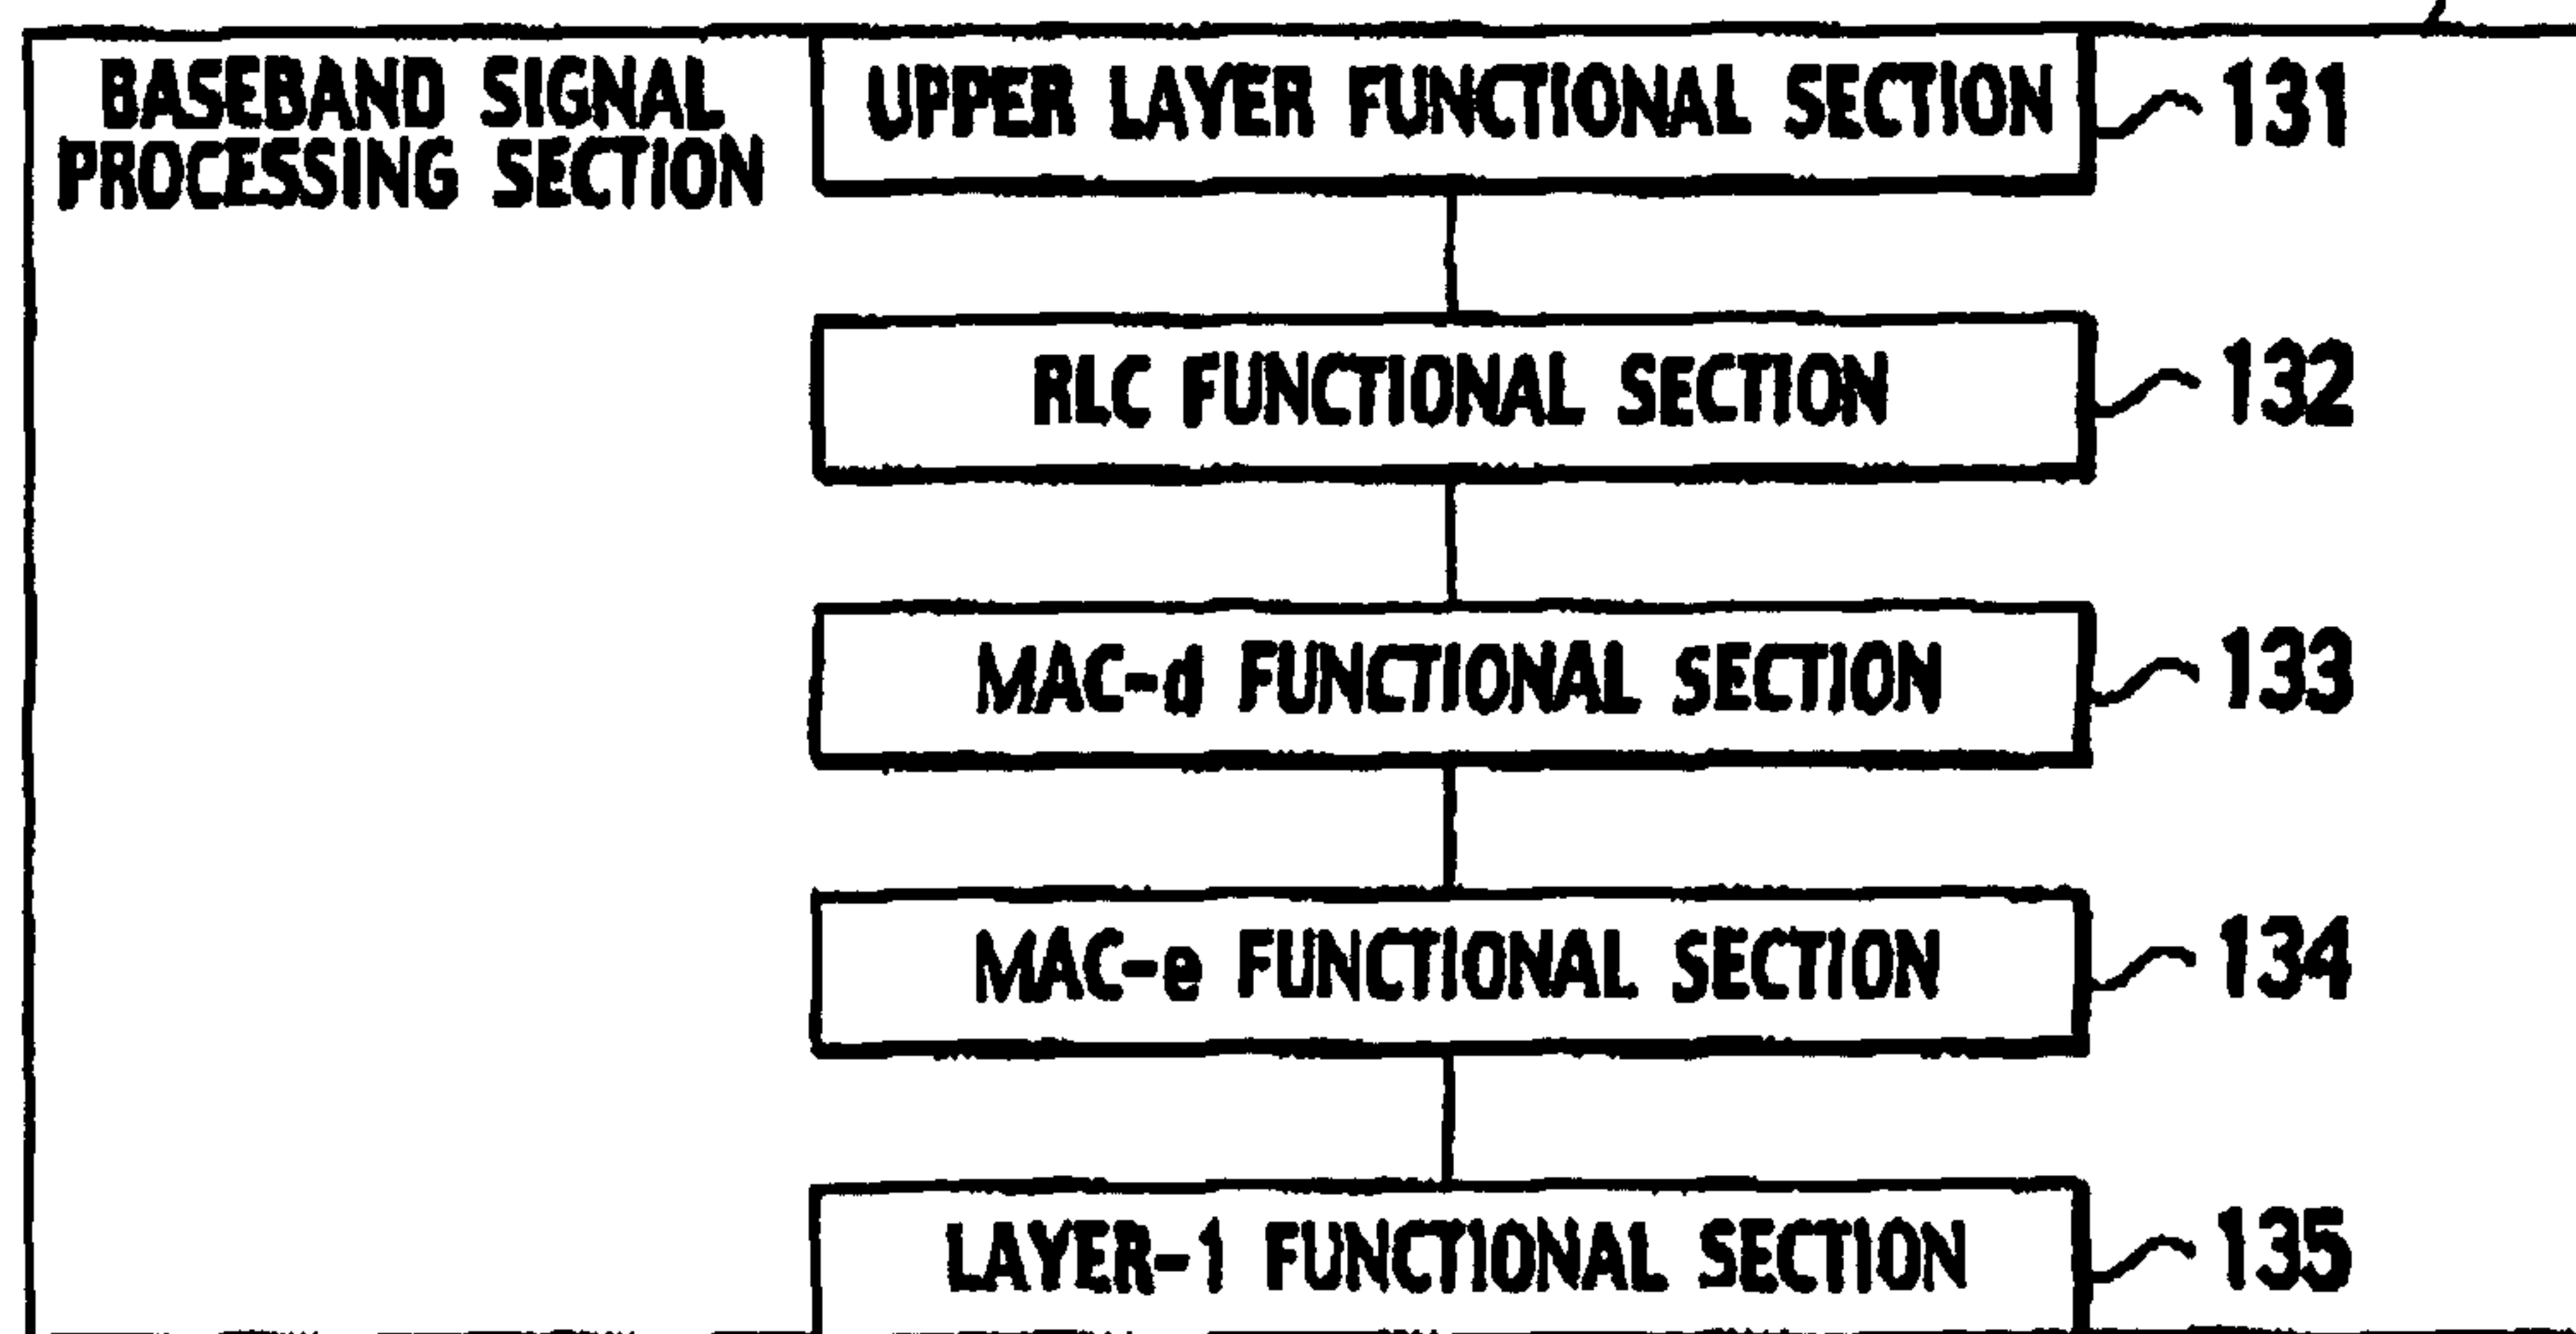 BASEBAND SIGNAL
PROCESSING SECTION
UPPER LAYER FUNCTIONAL SECTION
131
RLC FUNCTIONAL SECTION
132
MAC-d FUNCTIONAL SECTION
133
MAC-e FUNCTIONAL SECTION
134
LAYER-1 FUNCTIONAL SECTION
135